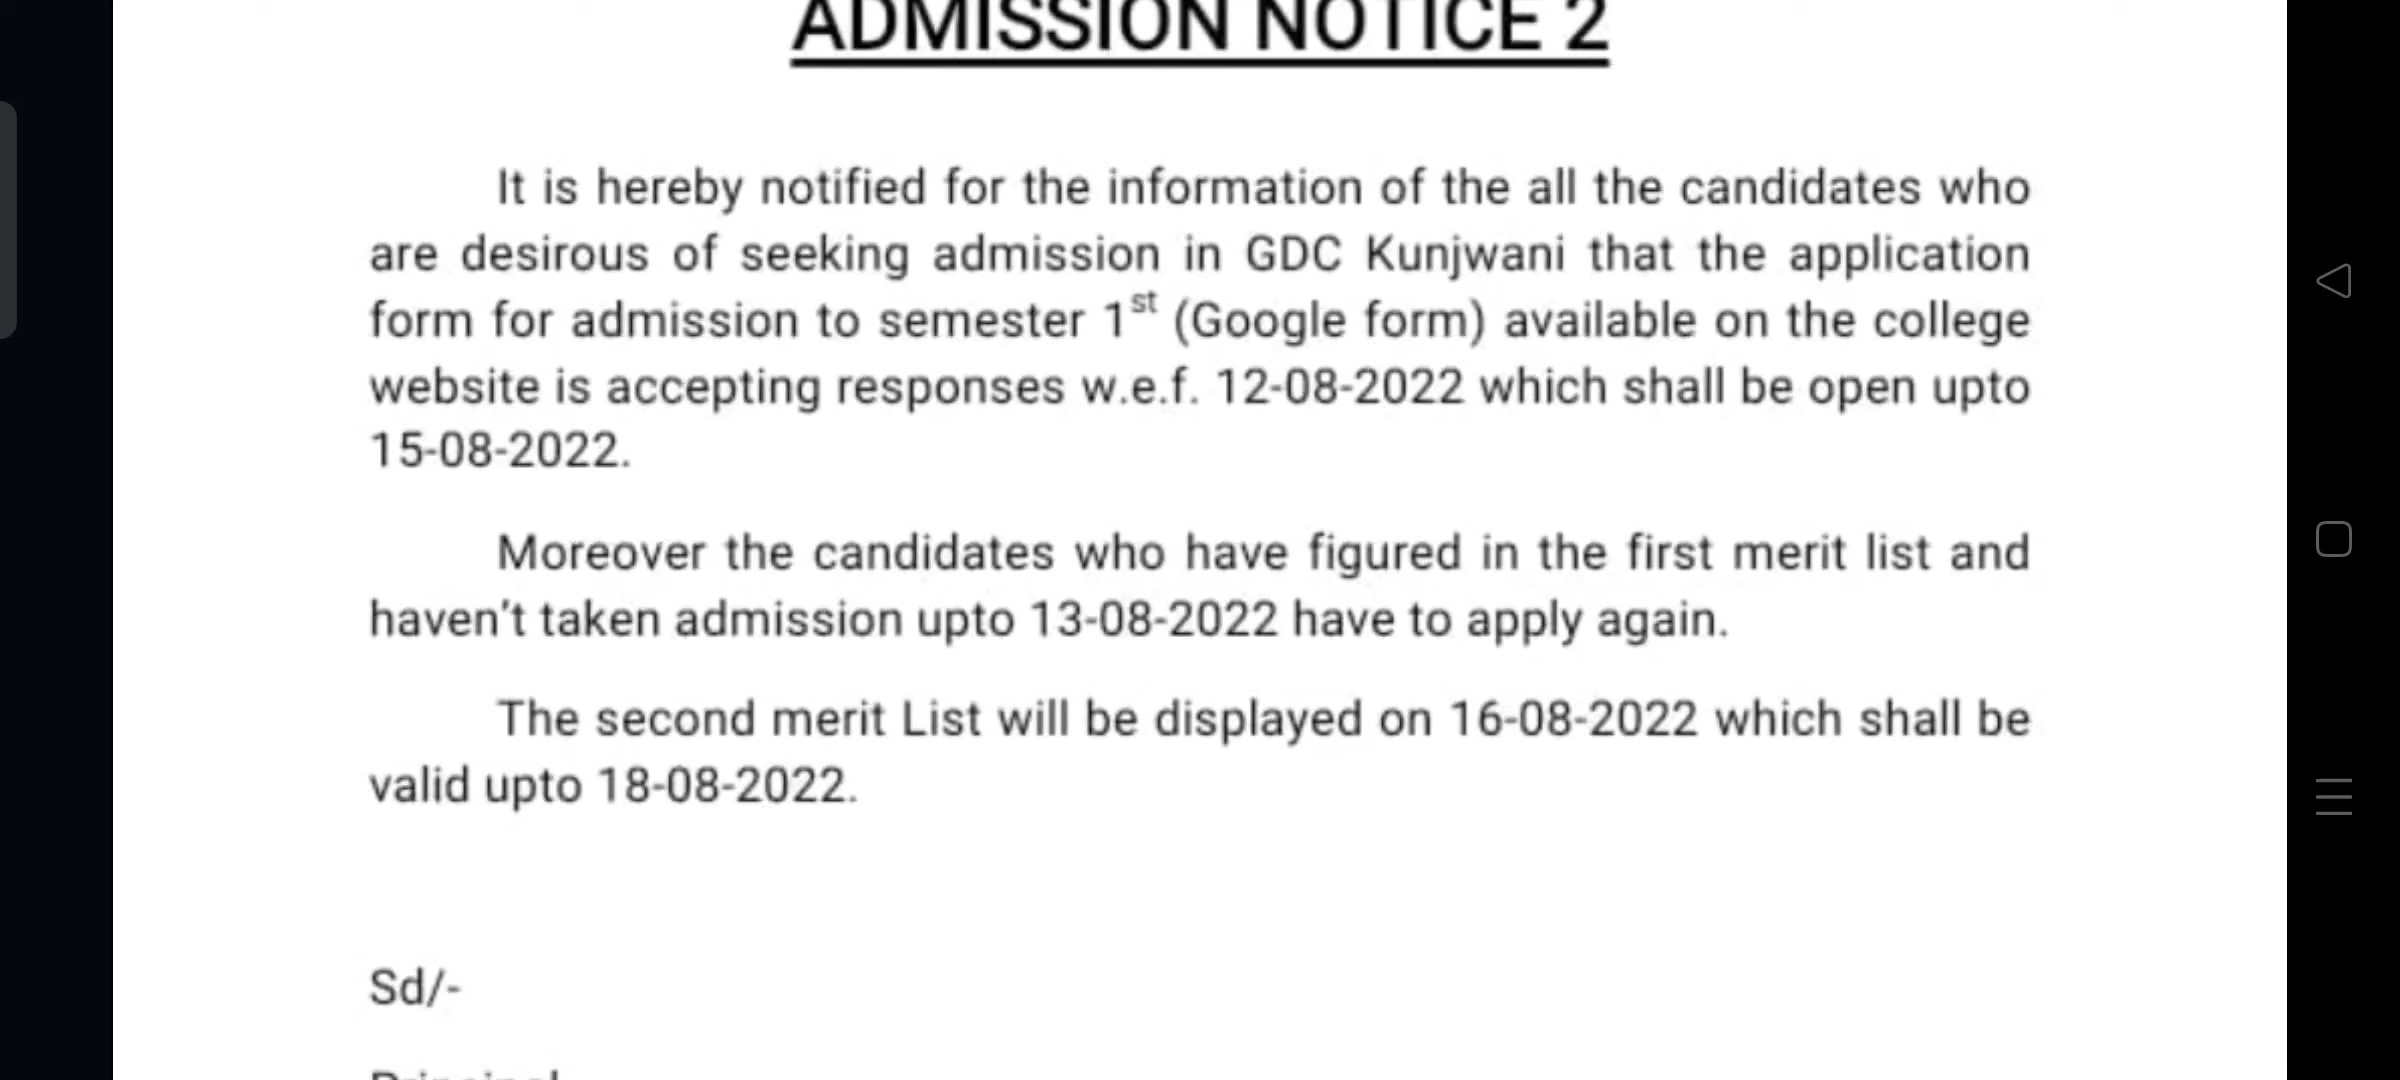 ADMISSION NOTICE 2
It is hereby notified for the information of the all the candidates who
are desirous of seeking admission in GDC Kunjwani that the application
form for admission to semester 1st (Google form) available on the college
website is accepting responses w.e.f. 12-08-2022 which shall be open upto
15-08-2022.
Moreover the candidates who have figured in the first merit list and
haven't taken admission upto 13-08-2022 have to apply again.
The second merit List will be displayed on 16-08-2022 which shall be
valid upto 18-08-2022.
Sd/-
Principal